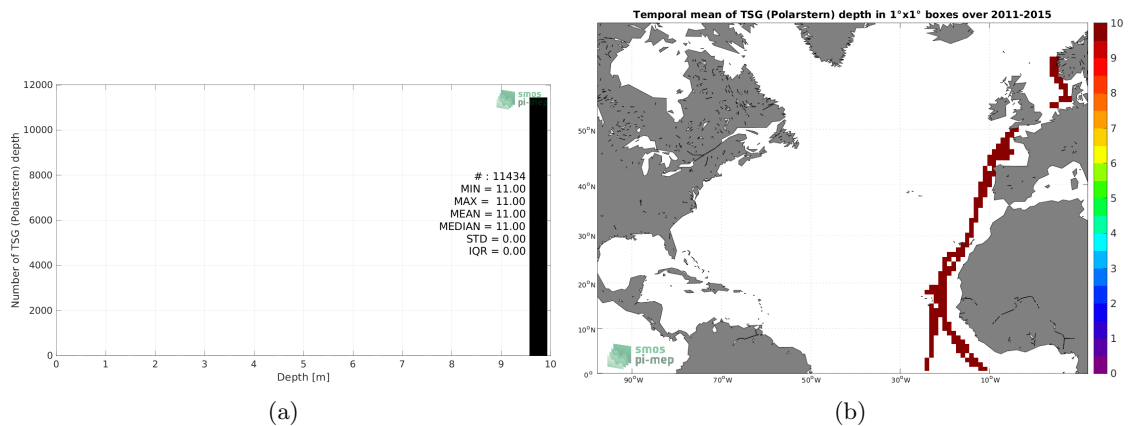 Temporal mean of TSG (Polarstern) depth in 1°x1° boxes over 2011-2015
12000
10000
8000
6000
4000
2000
0
Number of TSG (Polarstern) depth
smos
pi-mep
# : 11434
MIN = 11.00
MAX = 11.00
MEAN = 11.00
MEDIAN = 11.00
STD = 0.00
IQR = 0.00
0 1 2 3 4 5 6 7 8 9 10
Depth [m]
(a)
50°N
40°N
30°N
20°N
10°N
0°
90°W 70°W 50°W 30°W 10°W
smos
pi-mep
10
9
8
7
6
5
4
3
2
1
0
(b)